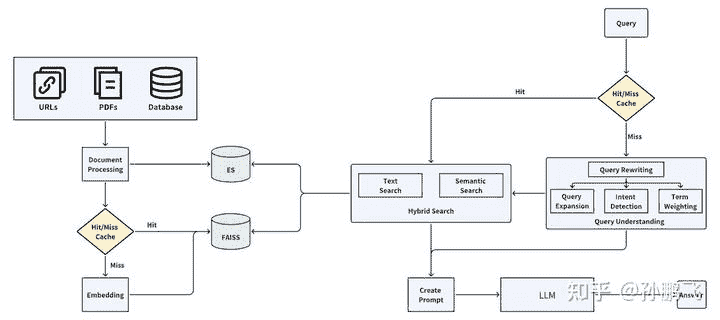 Query
Hit/Miss
Cache
Hit
Miss
URLs
PDFs
Database
Document
Processing
ES
Text
Search
Semantic
Search
Hybrid Search
Query Rewriting
Query
Expansion
Intent
Detection
Term
Weighting
Query Understanding
Hit/Miss
Cache
Hit
FAISS
Miss
Embedding
Create
Prompt
LLM
Answer
知乎 @孙鹏飞